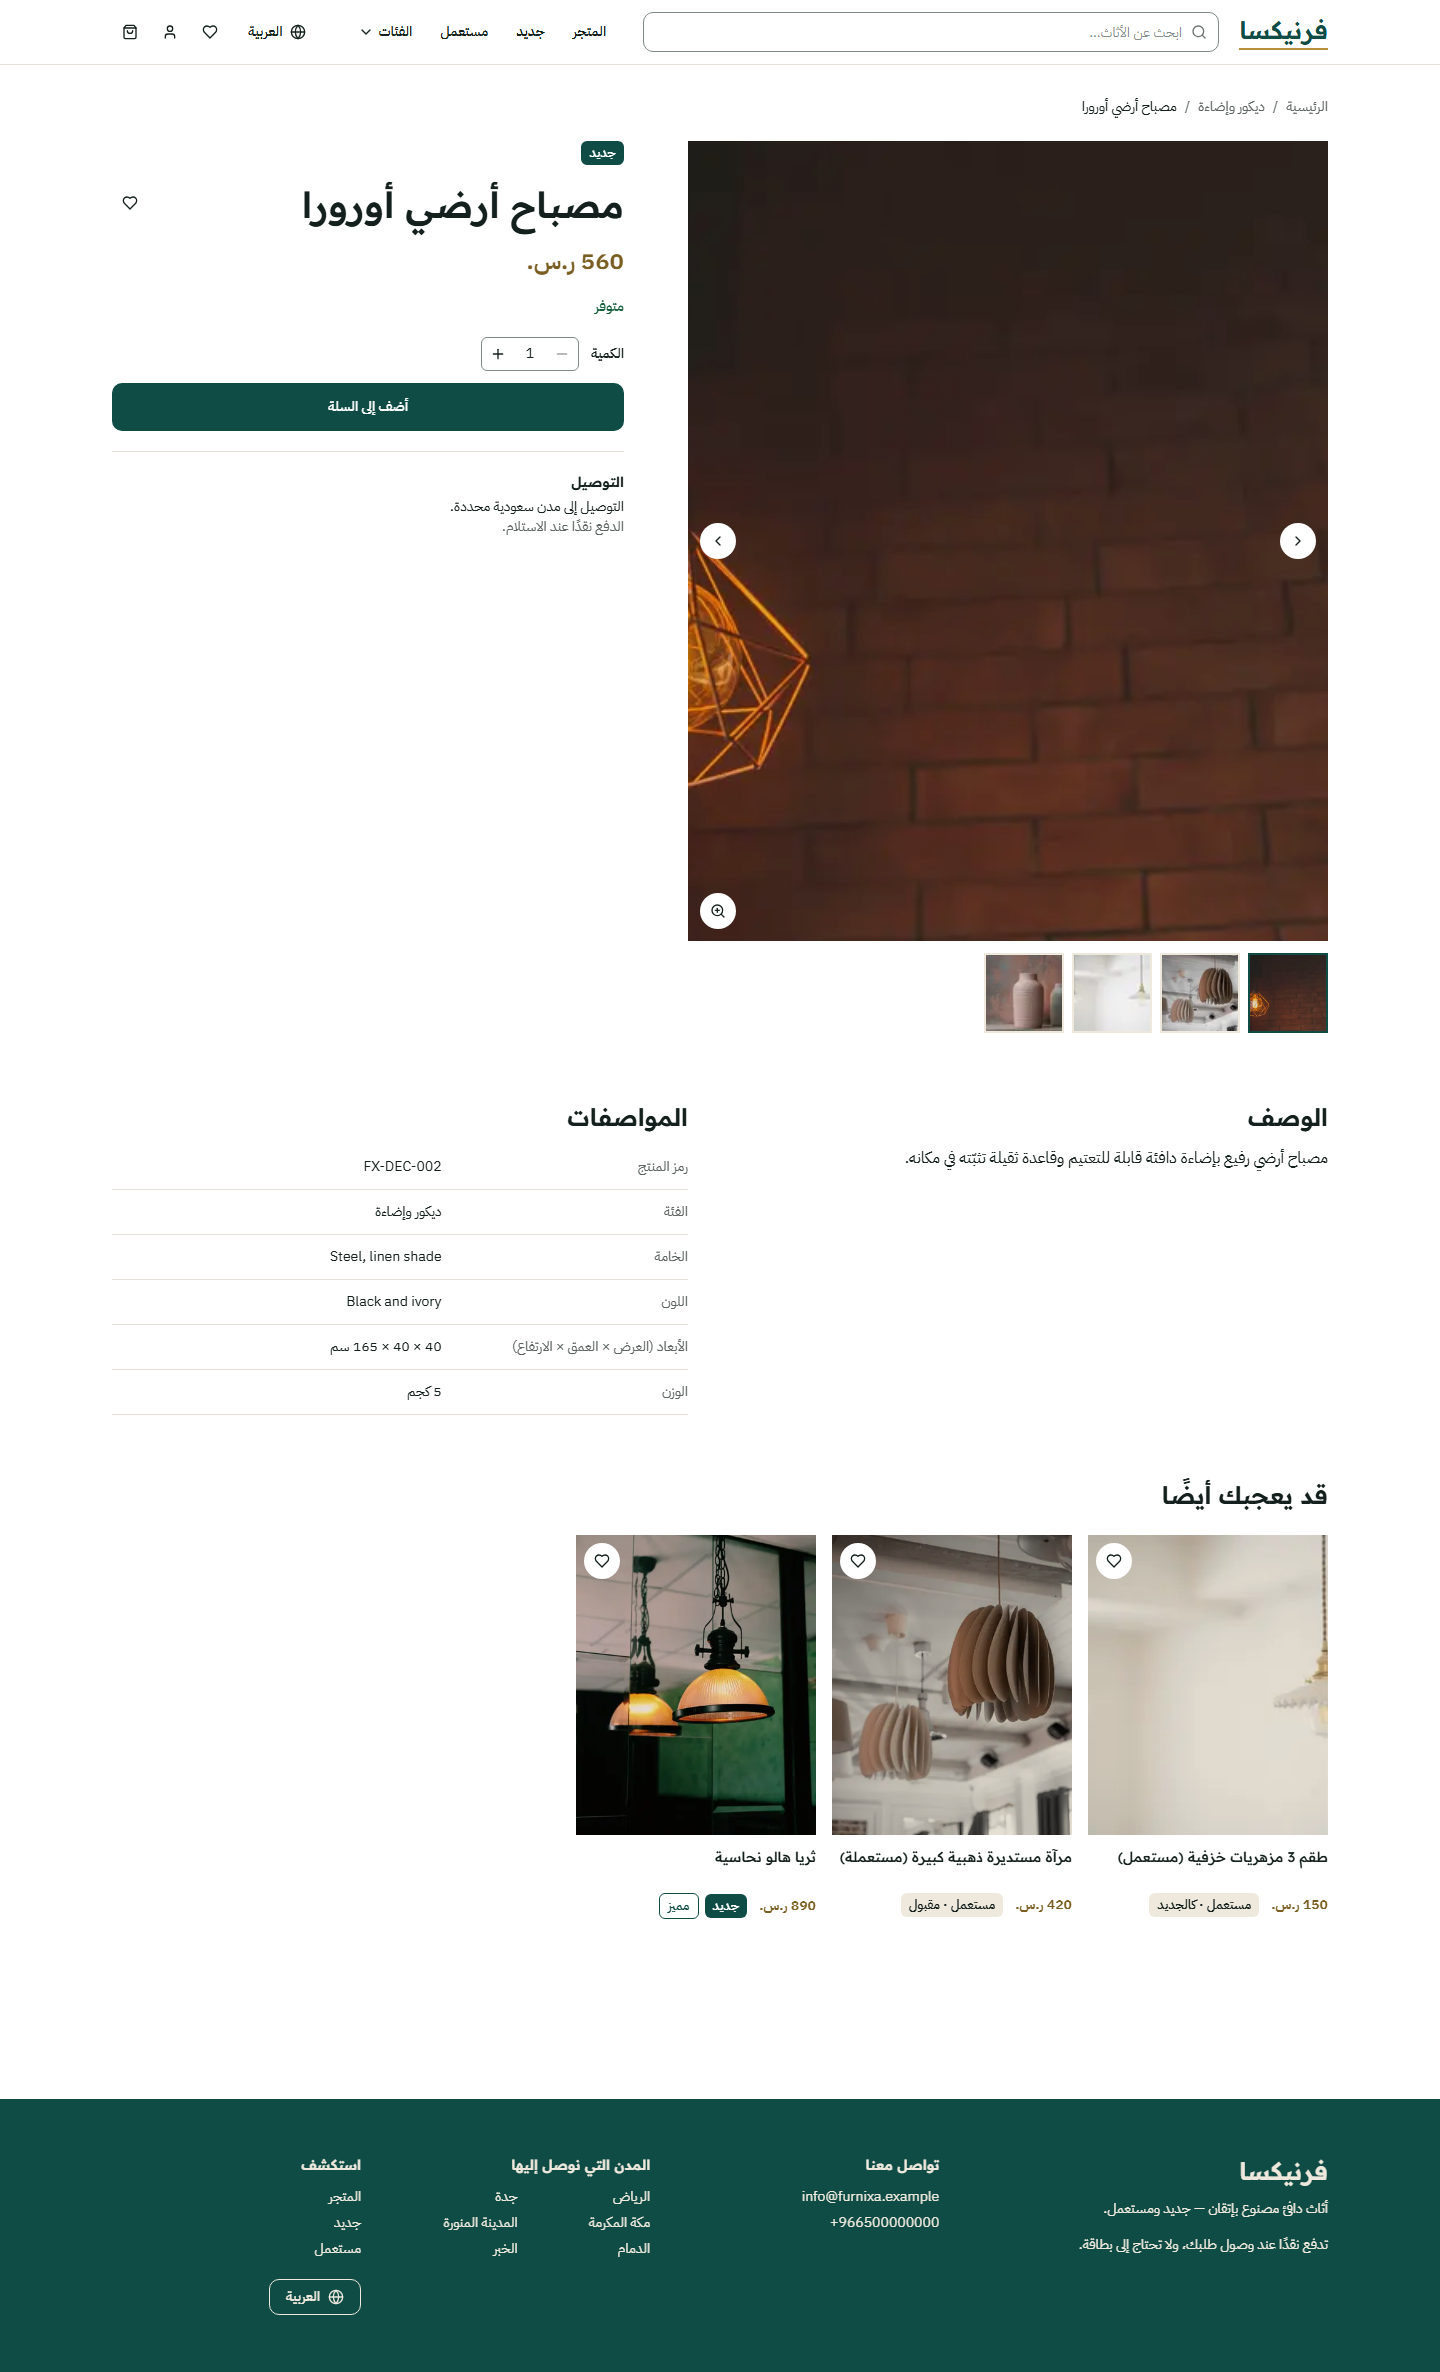 فرنيكسا
ابحث عن الأثاث...
المتجر
جديد
مستعمل
الفئات
العربية
الرئيسية / ديكور وإضاءة / مصباح أرضي أورورا
جديد
مصباح أرضي أورورا
560 ر.س.
متوفر
الكمية
1
أضف إلى السلة
التوصيل
التوصيل إلى مدن سعودية محددة.
الدفع نقدًا عند الاستلام.
الوصف
مصباح أرضي رفيع بإضاءة دافئة قابلة للتعتيم وقاعدة ثقيلة تثبّته في مكانه.
المواصفات
رمز المنتج FX-DEC-002
الفئة ديكور وإضاءة
الخامة Steel, linen shade
اللون Black and ivory
الأبعاد (العرض × العمق × الارتفاع) 40 × 40 × 165 سم
الوزن 5 كجم
قد يعجبك أيضًا
طقم 3 مزهريات خزفية (مستعمل)
150 ر.س. مستعمل · كالجديد
مرآة مستديرة ذهبية كبيرة (مستعملة)
420 ر.س. مستعمل · مقبول
ثريا هالو نحاسية
890 ر.س. جديد مميز
فرنيكسا
أثاث دافئ مصنوع بإتقان — جديد ومستعمل.
تدفع نقدًا عند وصول طلبك، ولا تحتاج إلى بطاقة.
تواصل معنا
info@furnixa.example
+966500000000
المدن التي نوصل إليها
الرياض جدة
مكة المكرمة المدينة المنورة
الدمام الخبر
استكشف
المتجر
جديد
مستعمل
العربية